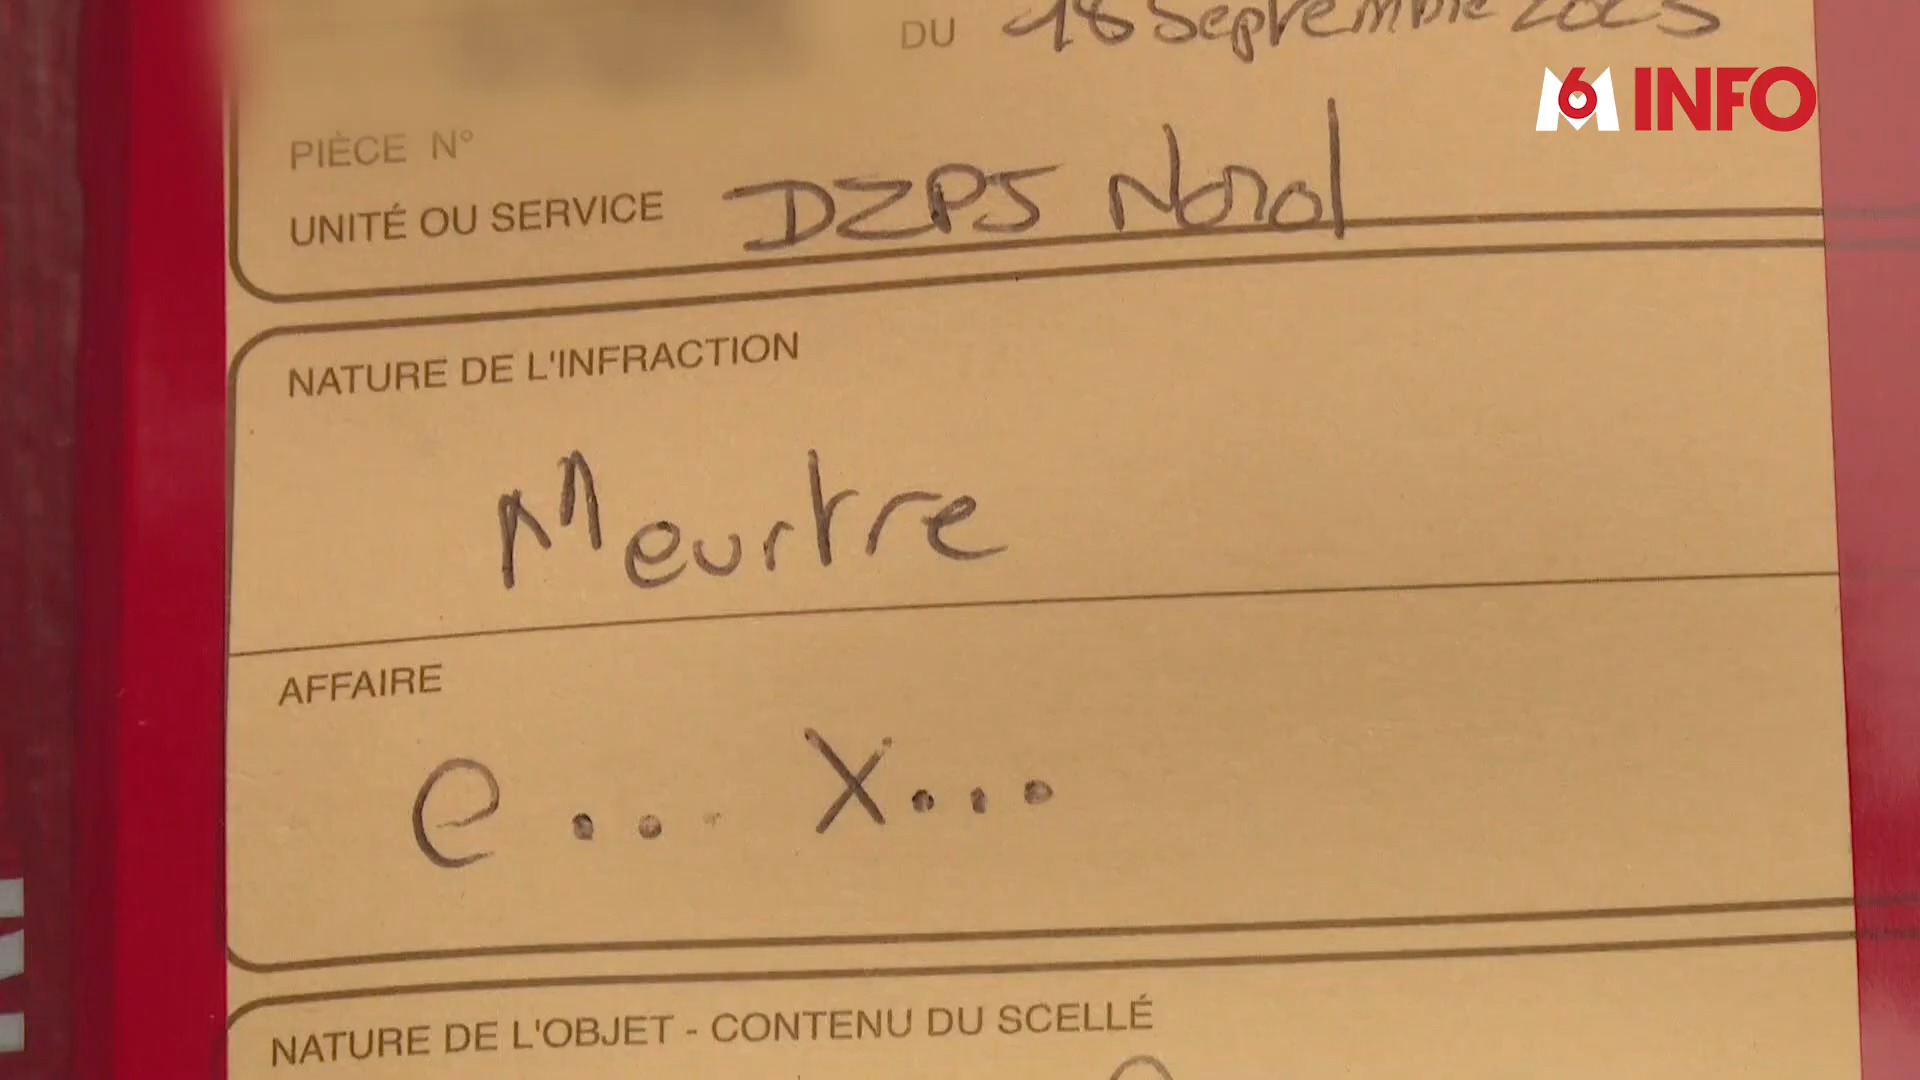 DU 18 Septembre 2025
M6 INFO
PIÈCE N°
UNITÉ OU SERVICE DZPJ Nord
NATURE DE L'INFRACTION
Meurtre
AFFAIRE
C... X...
NATURE DE L'OBJET - CONTENU DU SCELLÉ